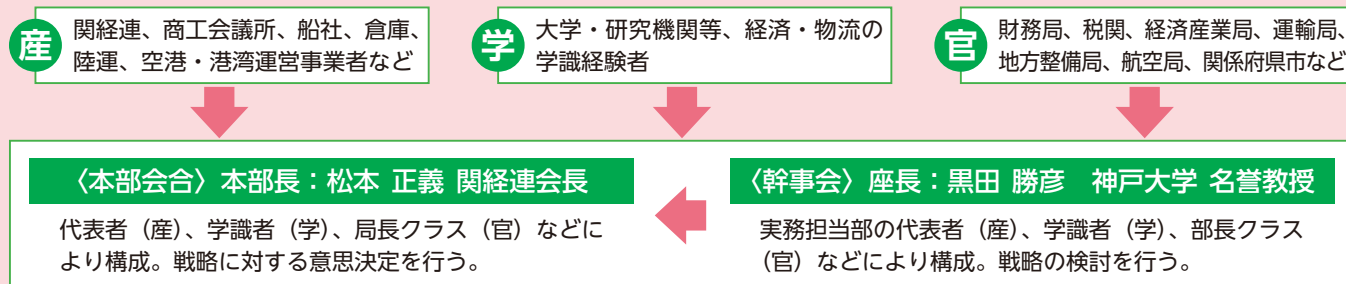 産
関経連、商工会議所、船社、倉庫、
陸運、空港・港湾運営事業者など
学
大学・研究機関等、経済・物流の
学識経験者
官
財務局、税関、経済産業局、運輸局、
地方整備局、航空局、関係府県市など
〈本部会合〉本部長：松本 正義 関経連会長
代表者（産）、学識者（学）、局長クラス（官）などに
より構成。戦略に対する意思決定を行う。
〈幹事会〉座長：黒田 勝彦　神戸大学 名誉教授
実務担当部の代表者（産）、学識者（学）、部長クラス
（官）などにより構成。戦略の検討を行う。